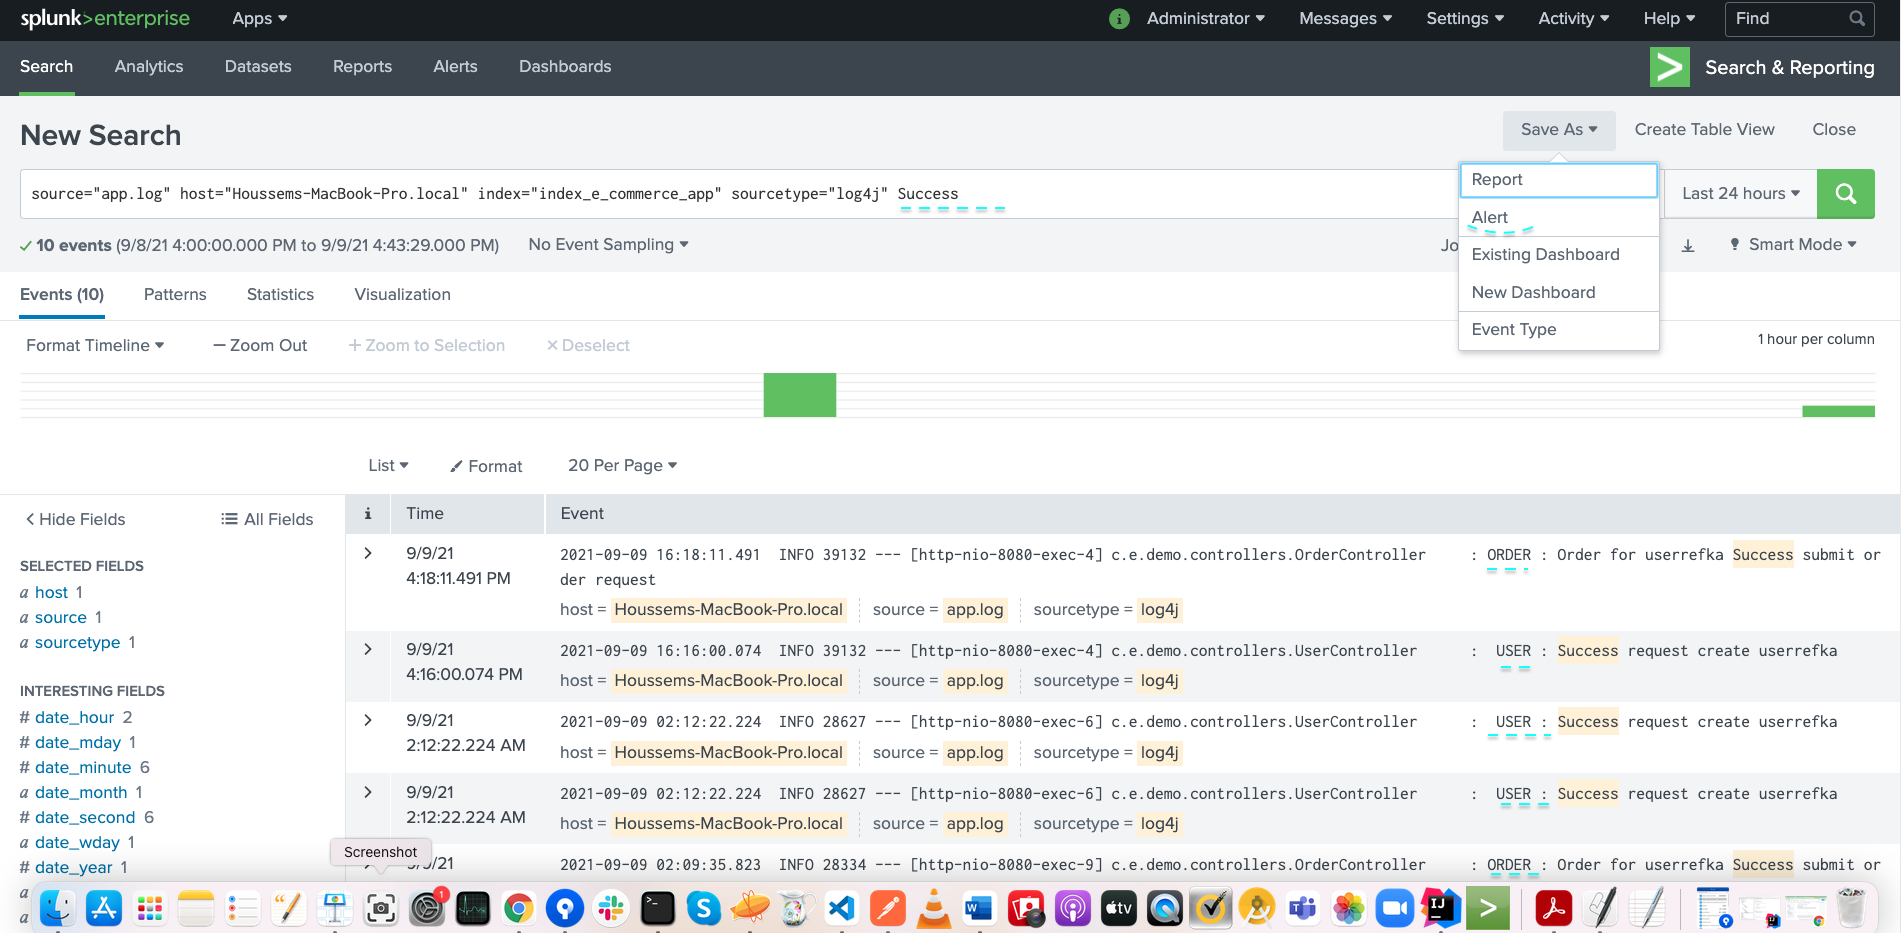 splunk>enterprise Apps Administrator Messages Settings Activity Help Find
Search Analytics Datasets Reports Alerts Dashboards Search & Reporting
New Search Save As Create Table View Close
source="app.log" host="Houssems-MacBook-Pro.local" index="index_e_commerce_app" sourcetype="log4j" Success Last 24 hours
Report
Alert
Existing Dashboard
New Dashboard
Event Type
10 events (9/8/21 4:00:00.000 PM to 9/9/21 4:43:29.000 PM) No Event Sampling Jo Smart Mode
Events (10) Patterns Statistics Visualization
Format Timeline — Zoom Out + Zoom to Selection × Deselect 1 hour per column
List Format 20 Per Page
< Hide Fields All Fields
SELECTED FIELDS
a host 1
a source 1
a sourcetype 1
INTERESTING FIELDS
# date_hour 2
# date_mday 1
# date_minute 6
a date_month 1
# date_second 6
a date_wday 1
# date_year 1
a
a
i Time Event
> 9/9/21 4:18:11.491 PM
2021-09-09 16:18:11.491 INFO 39132 --- [http-nio-8080-exec-4] c.e.demo.controllers.OrderController : ORDER : Order for userrefka Success submit or
der request
host = Houssems-MacBook-Pro.local source = app.log sourcetype = log4j
> 9/9/21 4:16:00.074 PM
2021-09-09 16:16:00.074 INFO 39132 --- [http-nio-8080-exec-4] c.e.demo.controllers.UserController : USER : Success request create userrefka
host = Houssems-MacBook-Pro.local source = app.log sourcetype = log4j
> 9/9/21 2:12:22.224 AM
2021-09-09 02:12:22.224 INFO 28627 --- [http-nio-8080-exec-6] c.e.demo.controllers.UserController : USER : Success request create userrefka
host = Houssems-MacBook-Pro.local source = app.log sourcetype = log4j
> 9/9/21 2:12:22.224 AM
2021-09-09 02:12:22.224 INFO 28627 --- [http-nio-8080-exec-6] c.e.demo.controllers.UserController : USER : Success request create userrefka
host = Houssems-MacBook-Pro.local source = app.log sourcetype = log4j
/21
2021-09-09 02:09:35.823 INFO 28334 --- [http-nio-8080-exec-9] c.e.demo.controllers.OrderController : ORDER : Order for userrefka Success submit or
Screenshot
1
tv
IJ